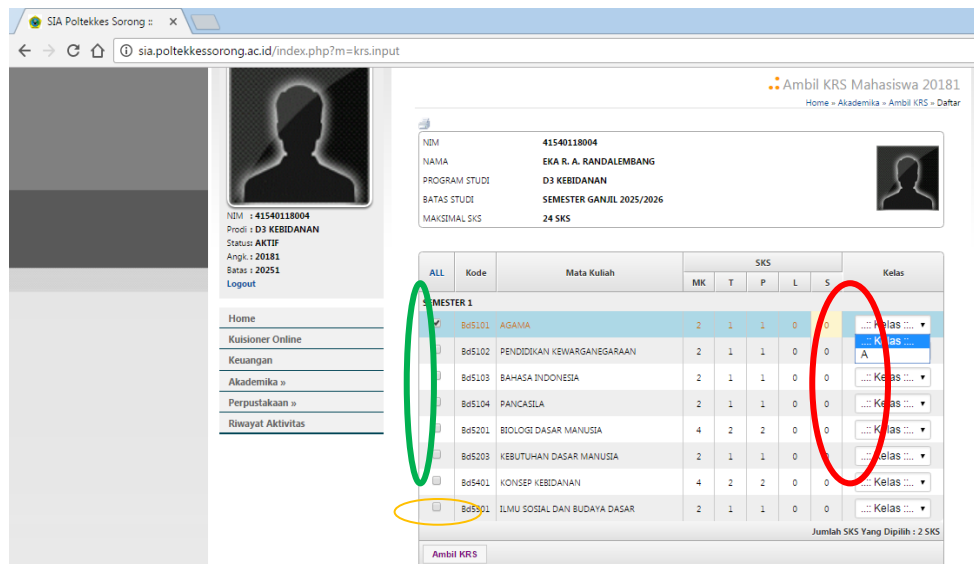 SIA Poltekkes Sorong ::
sia.poltekkessorong.ac.id/index.php?m=krs.input
Ambil KRS Mahasiswa 20181
Home » Akademika » Ambil KRS » Daftar
NIM : 41540118004
Prodi : D3 KEBIDANAN
Status: AKTIF
Angk. : 20181
Batas : 20251
Logout
Home
Kuisioner Online
Keuangan
Akademika »
Perpustakaan »
Riwayat Aktivitas
NIM 41540118004
NAMA EKA R. A. RANDALEMBANG
PROGRAM STUDI D3 KEBIDANAN
BATAS STUDI SEMESTER GANJIL 2025/2026
MAKSIMAL SKS 24 SKS
ALL Kode Mata Kuliah SKS Kelas
MK T P L S
SEMESTER 1
Bd5101 AGAMA 2 1 1 0 0 ..:: Kelas ::..
..:: Kelas ::..
A
Bd5102 PENDIDIKAN KEWARGANEGARAAN 2 1 1 0 0
Bd5103 BAHASA INDONESIA 2 1 1 0 0 ..:: Kelas ::..
Bd5104 PANCASILA 2 1 1 0 0 ..:: Kelas ::..
Bd5201 BIOLOGI DASAR MANUSIA 4 2 2 0 0 ..:: Kelas ::..
Bd5203 KEBUTUHAN DASAR MANUSIA 2 1 1 0 0 ..:: Kelas ::..
Bd5401 KONSEP KEBIDANAN 4 2 2 0 0 ..:: Kelas ::..
Bd5501 ILMU SOSIAL DAN BUDAYA DASAR 2 1 1 0 0 ..:: Kelas ::..
Jumlah SKS Yang Dipilih : 2 SKS
Ambil KRS